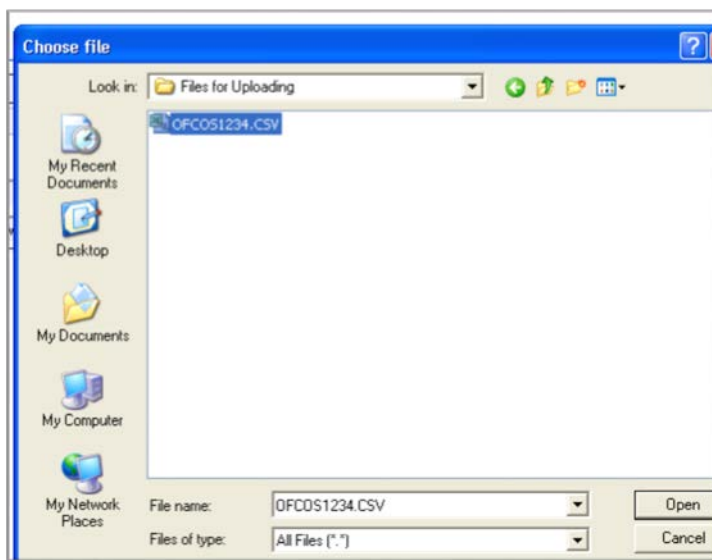 Choose file
?
Look in:
Files for Uploading
OFCOS1234.CSV
My Recent
Documents
Desktop
My Documents
My Computer
My Network
Places
File name:
OFCOS1234.CSV
Open
Files of type:
All Files (*.*)
Cancel